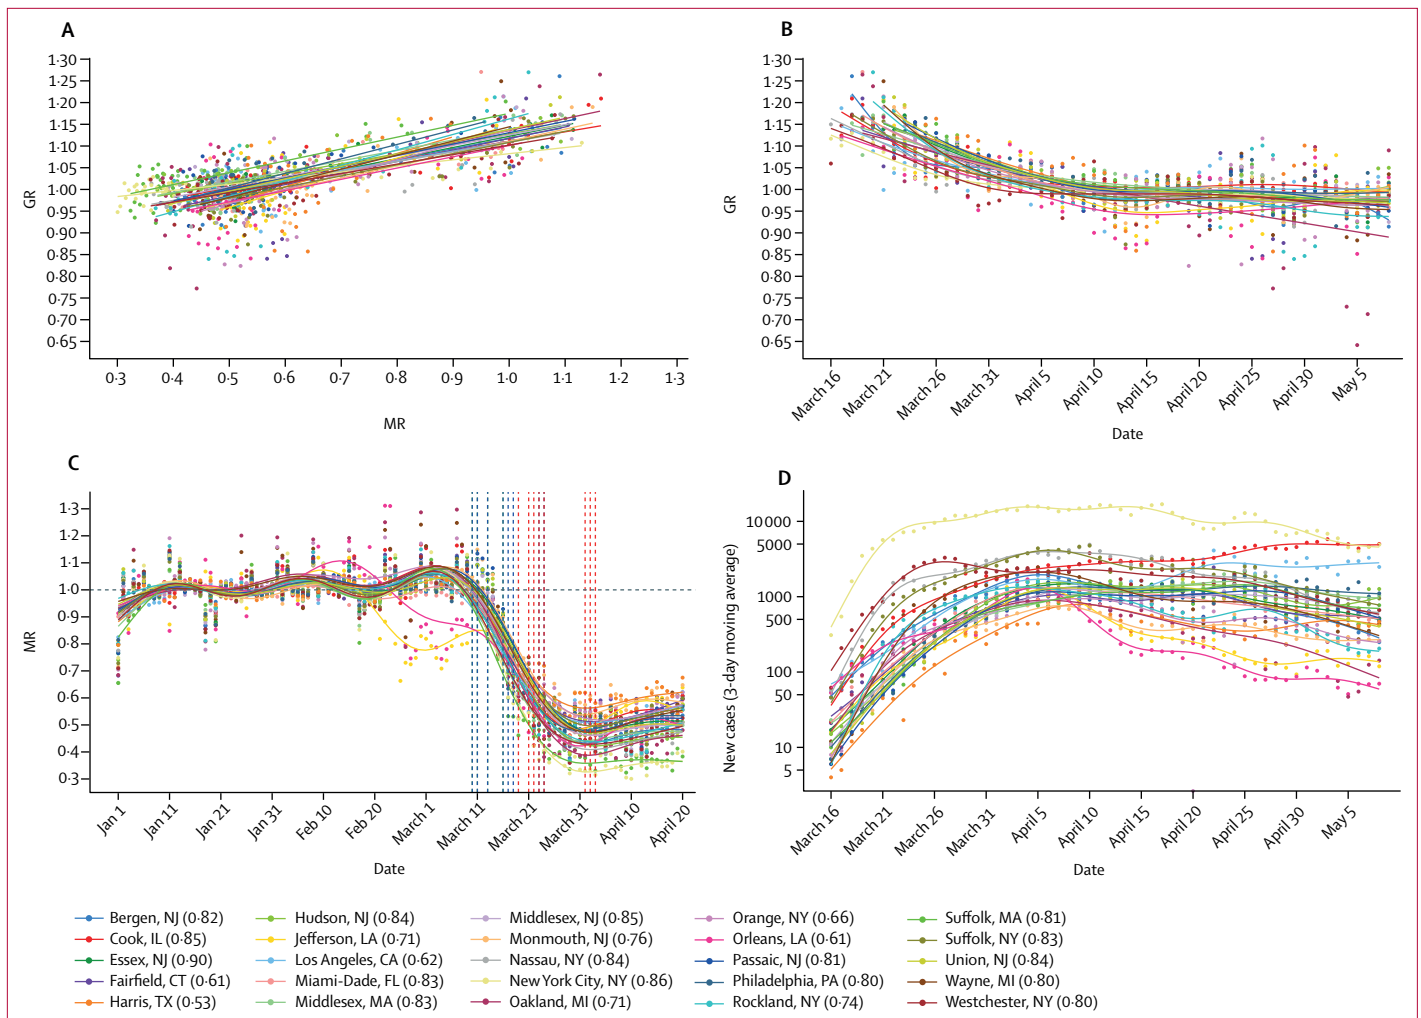 A
1·30
1·25
1·20
1·15
1·10
1·05
1·00
0·95
0·90
0·85
0·80
0·75
0·70
0·65
GR
0·3 0·4 0·5 0·6 0·7 0·8 0·9 1·0 1·1 1·2 1·3
MR
B
1·30
1·25
1·20
1·15
1·10
1·05
1·00
0·95
0·90
0·85
0·80
0·75
0·70
0·65
GR
March 16 March 21 March 26 March 31 April 5 April 10 April 15 April 20 April 25 April 30 May 5
Date
C
1·3
1·2
1·1
1·0
0·9
0·8
0·7
0·6
0·5
0·4
0·3
MR
Jan 1 Jan 11 Jan 21 Jan 31 Feb 10 Feb 20 March 1 March 11 March 21 March 31 April 10 April 20
Date
D
10 000
5000
1000
500
100
50
10
5
New cases (3-day moving average)
March 16 March 21 March 26 March 31 April 5 April 10 April 15 April 20 April 25 April 30 May 5
Date
Bergen, NJ (0·82)
Cook, IL (0·85)
Essex, NJ (0·90)
Fairfield, CT (0·61)
Harris, TX (0·53)
Hudson, NJ (0·84)
Jefferson, LA (0·71)
Los Angeles, CA (0·62)
Miami-Dade, FL (0·83)
Middlesex, MA (0·83)
Middlesex, NJ (0·85)
Monmouth, NJ (0·76)
Nassau, NY (0·84)
New York City, NY (0·86)
Oakland, MI (0·71)
Orange, NY (0·66)
Orleans, LA (0·61)
Passaic, NJ (0·81)
Philadelphia, PA (0·80)
Rockland, NY (0·74)
Suffolk, MA (0·81)
Suffolk, NY (0·83)
Union, NJ (0·84)
Wayne, MI (0·80)
Westchester, NY (0·80)